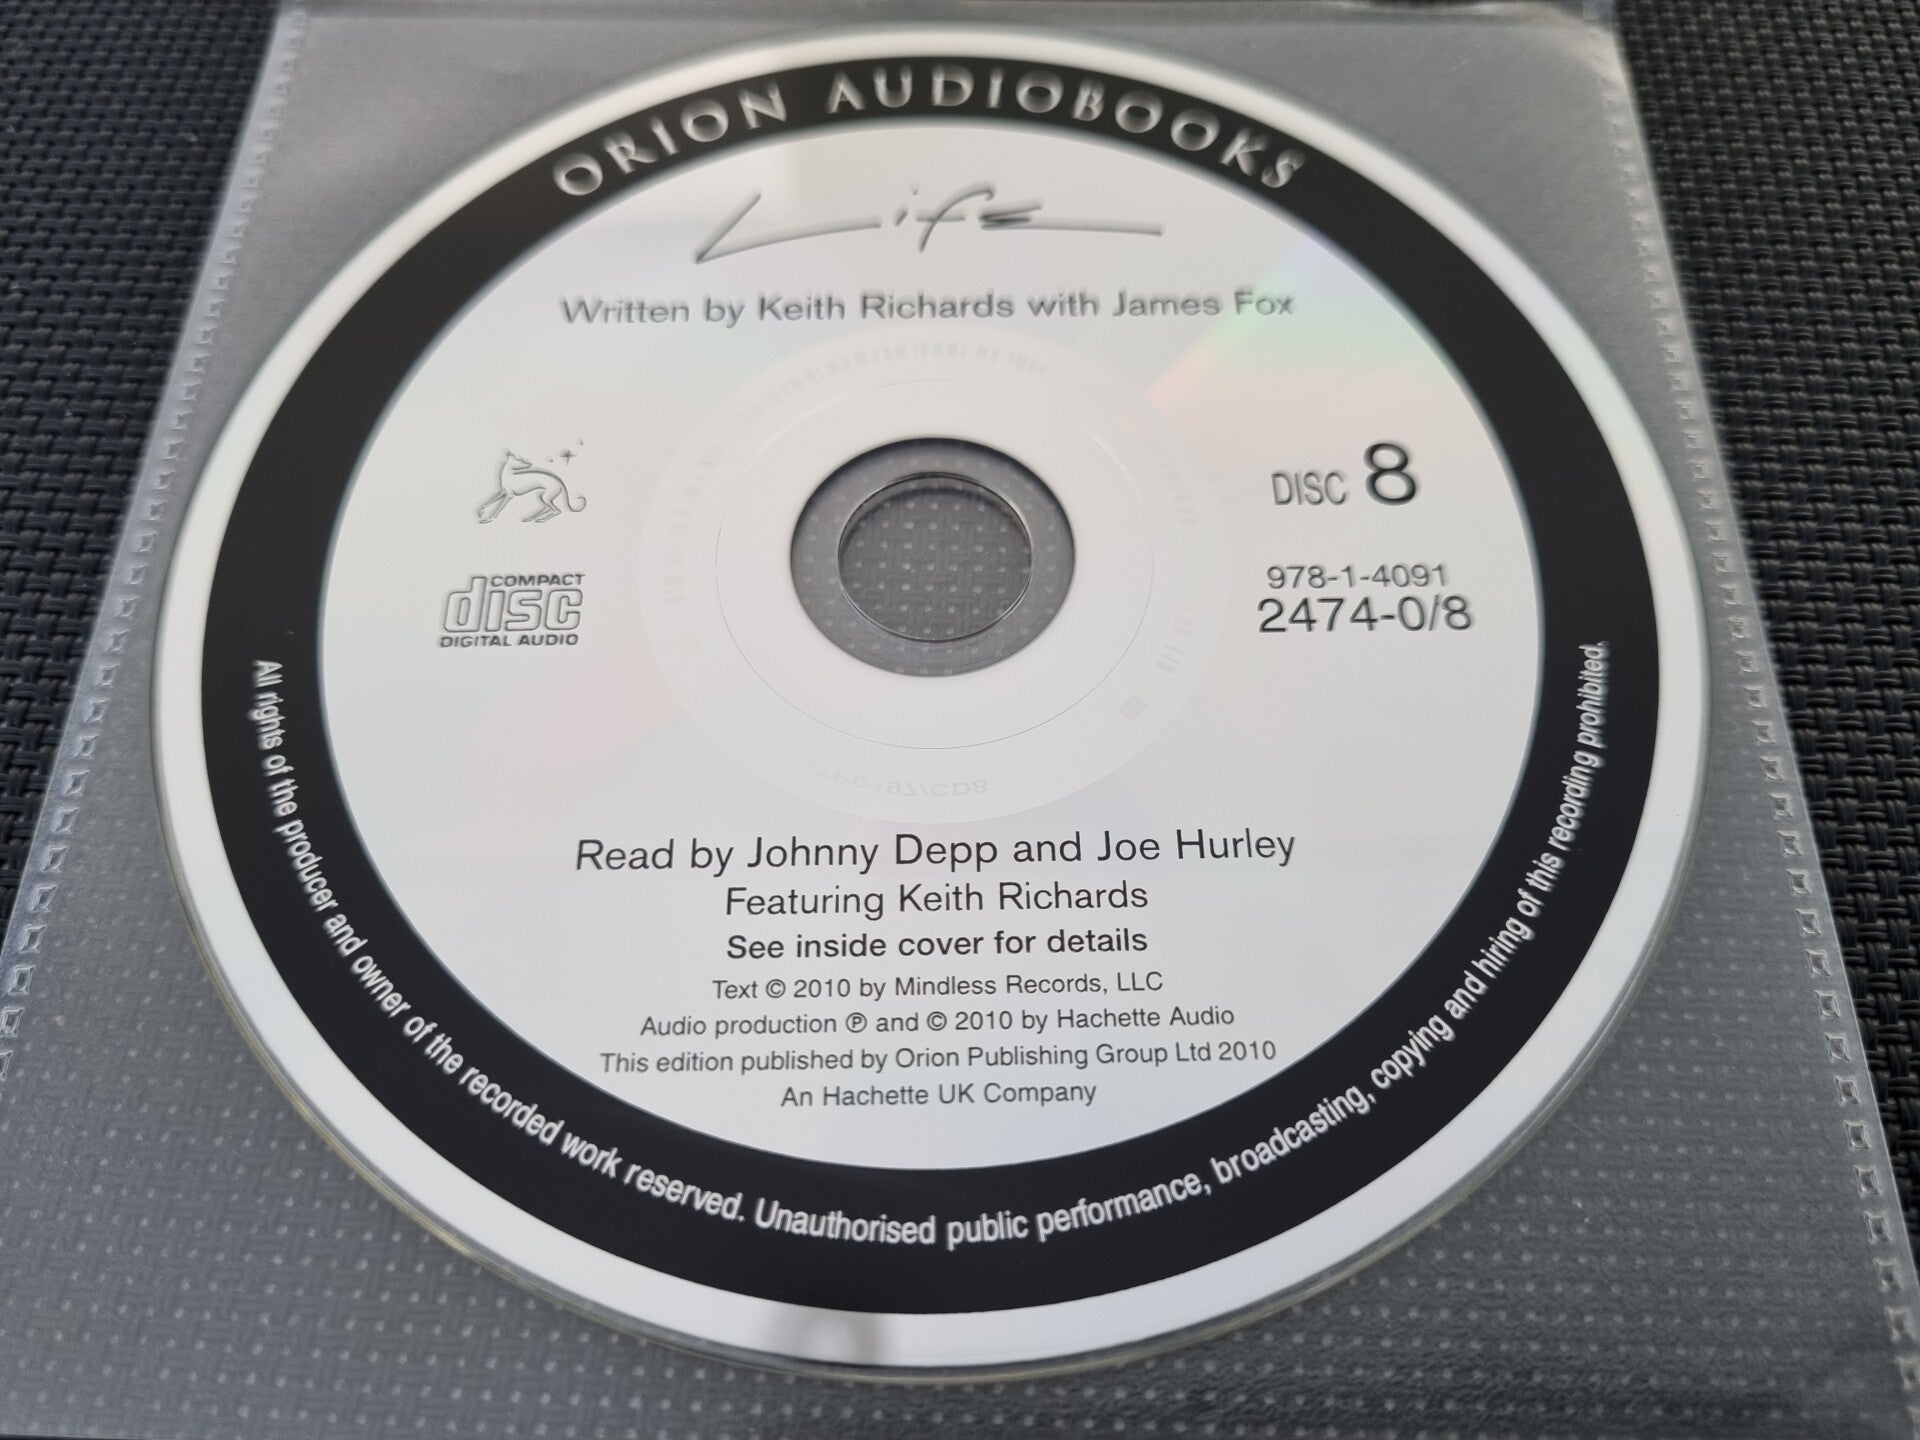 ORION AUDIOBOOKS
Life
Written by Keith Richards with James Fox
DISC 8
COMPACT
disc
DIGITAL AUDIO
978-1-4091
2474-0/8
Read by Johnny Depp and Joe Hurley
Featuring Keith Richards
See inside cover for details
Text © 2010 by Mindless Records, LLC
Audio production ℗ and © 2010 by Hachette Audio
This edition published by Orion Publishing Group Ltd 2010
An Hachette UK Company
All rights of the producer and owner of the recorded work reserved. Unauthorised public performance, broadcasting, copying and hiring of this recording prohibited.